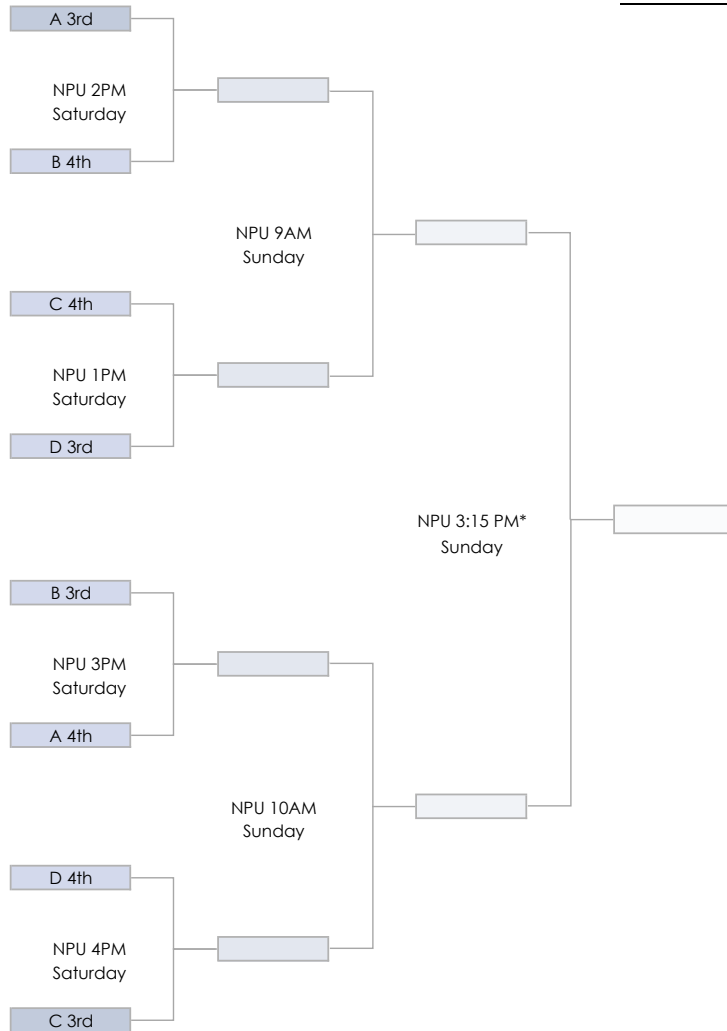 A 3rd
NPU 2PM
Saturday
B 4th
NPU 9AM
Sunday
C 4th
NPU 1PM
Saturday
D 3rd
NPU 3:15 PM*
Sunday
B 3rd
NPU 3PM
Saturday
A 4th
NPU 10AM
Sunday
D 4th
NPU 4PM
Saturday
C 3rd